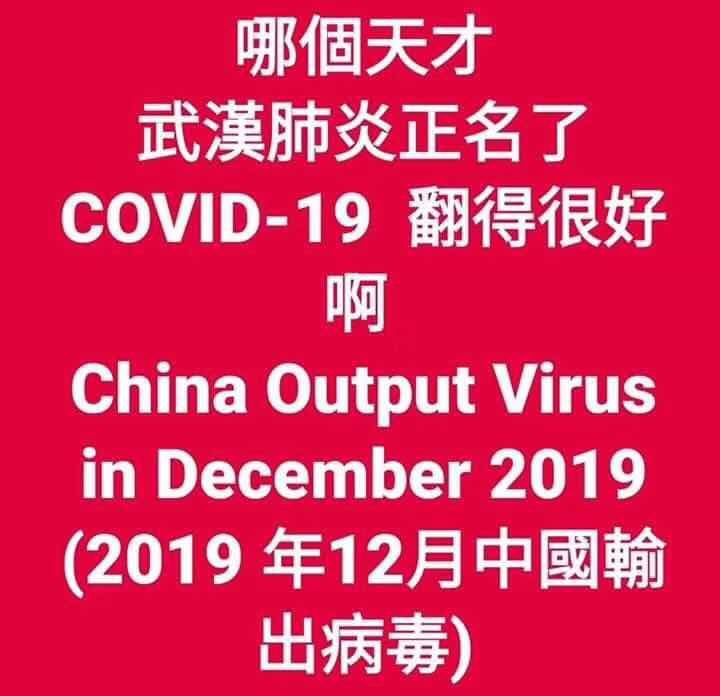 哪個天才
武漢肺炎正名了
COVID-19 翻得很好
啊
China Output Virus
in December 2019
(2019 年12月中國輸
出病毒)